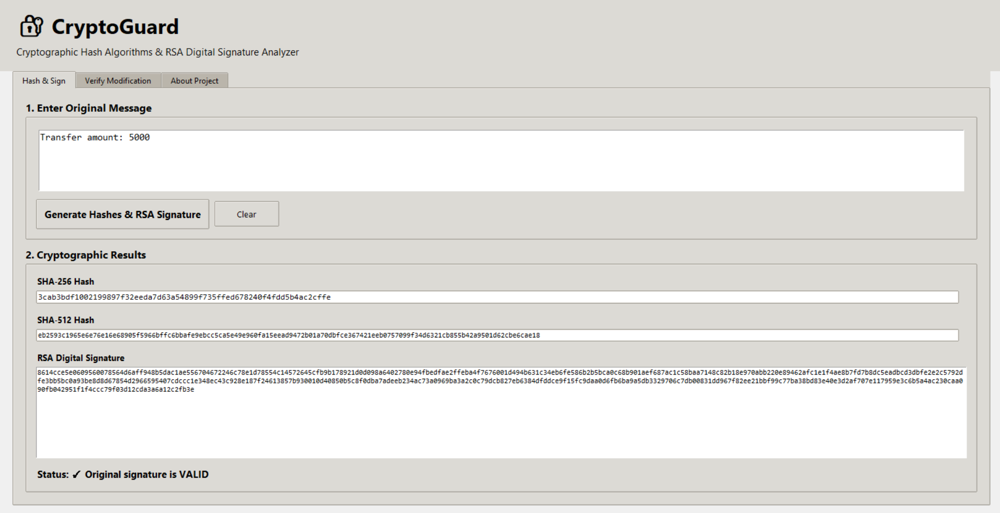 CryptoGuard
Cryptographic Hash Algorithms & RSA Digital Signature Analyzer
Hash & Sign
Verify Modification
About Project
1. Enter Original Message
Transfer amount: 5000
Generate Hashes & RSA Signature
Clear
2. Cryptographic Results
SHA-256 Hash
3cab3bdf1002199897f32eeda7d63a54899f735ffed678240f4fdd5b4ac2cffe
SHA-512 Hash
eb2593c1965e6e76e16e68905f5966bffc6bbafe9ebcc5ca5e49e960fa15eead9472b01a70dbfce367421eeb0757099f34d6321cb855b42a9501d62cbe6cae18
RSA Digital Signature
8614cce5e0609560078564d6aff948b5dac1ae556704672246c78e1d78554c14572645cfb9b178921d0d098a6402780e94fbedfae2ffeba4f7676001d494b631c34eb6fe586b2b5bca0c68b901aef687ac1c58baa7148c82b18e970abb220e89462afc1e1f4ae8b7fd7b8dc5eadbcd3dbfe2e2c5792d
fe3bb5bc0a93be8d8d67854d2966595407cdccc1e348ec43c928e187f24613857b930010d40850b5c8f0dba7adeeb234ac73a0969ba3a2c0c79dcb827eb6384dfddce9f15fc9daa0d6fb6ba9a5db3329706c7db00831dd967f82ee21bbf99c77ba38bd83e40e3d2af707e117959e3c6b5a4ac230caa0
90fb042951f1f4ccc79f03d12cda3a6a12c2fb3e
Status: ✓ Original signature is VALID